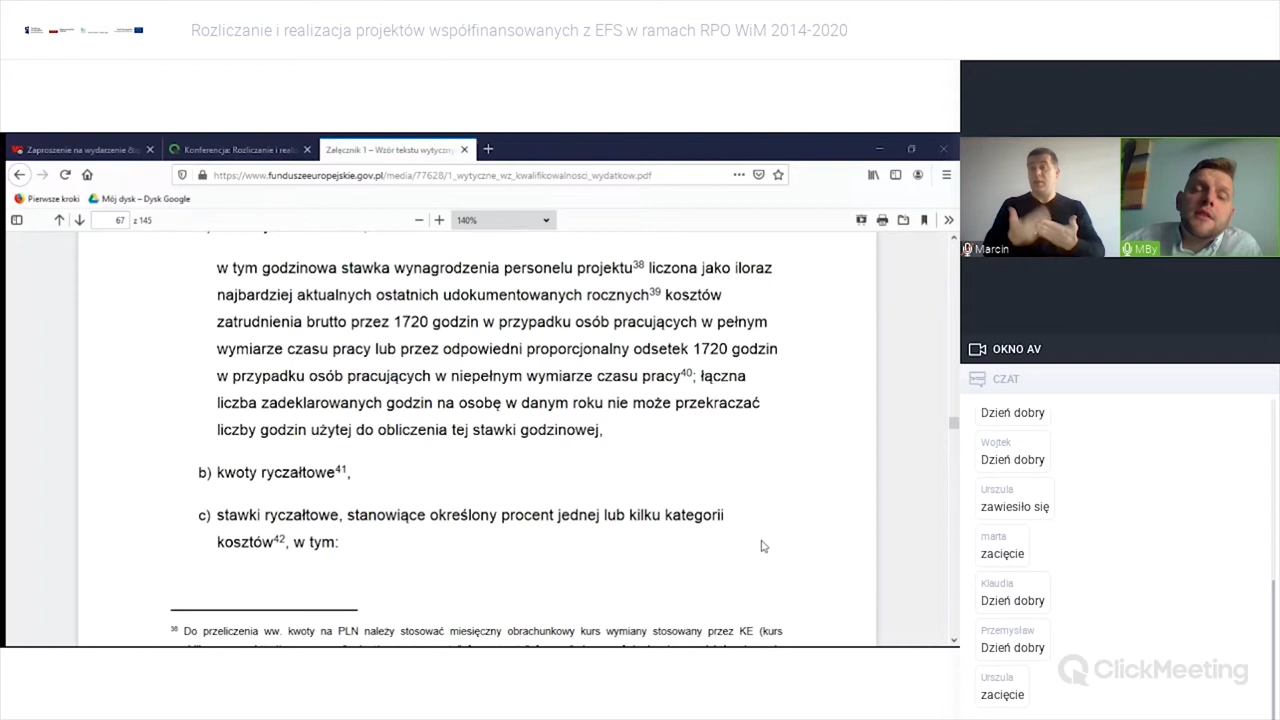 Rozliczanie i realizacja projektów współfinansowanych z EFS w ramach RPO WiM 2014-2020
Zaproszenie na wydarzenie
Konferencja: Rozliczanie i reali
Załącznik 1 – Wzór tekstu wytyczny
https://www.funduszeeuropejskie.gov.pl/media/77628/1_wytyczne_wz_kwalifikowalnosci_wydatkow.pdf
Pierwsze kroki
Mój dysk – Dysk Google
67 z 145
140%
w tym godzinowa stawka wynagrodzenia personelu projektu38 liczona jako iloraz
najbardziej aktualnych ostatnich udokumentowanych rocznych39 kosztów
zatrudnienia brutto przez 1720 godzin w przypadku osób pracujących w pełnym
wymiarze czasu pracy lub przez odpowiedni proporcjonalny odsetek 1720 godzin
w przypadku osób pracujących w niepełnym wymiarze czasu pracy40; łączna
liczba zadeklarowanych godzin na osobę w danym roku nie może przekraczać
liczby godzin użytej do obliczenia tej stawki godzinowej,
b) kwoty ryczałtowe41,
c) stawki ryczałtowe, stanowiące określony procent jednej lub kilku kategorii
kosztów42, w tym:
Do przeliczenia ww. kwoty na PLN należy stosować miesięczny obrachunkowy kurs wymiany stosowany przez KE (kurs
Marcin
MBy
OKNO AV
CZAT
Dzień dobry
Wojtek
Dzień dobry
Urszula
zawiesiło się
marta
zacięcie
Klaudia
Dzień dobry
Przemysław
Dzień dobry
Urszula
zacięcie
ClickMeeting